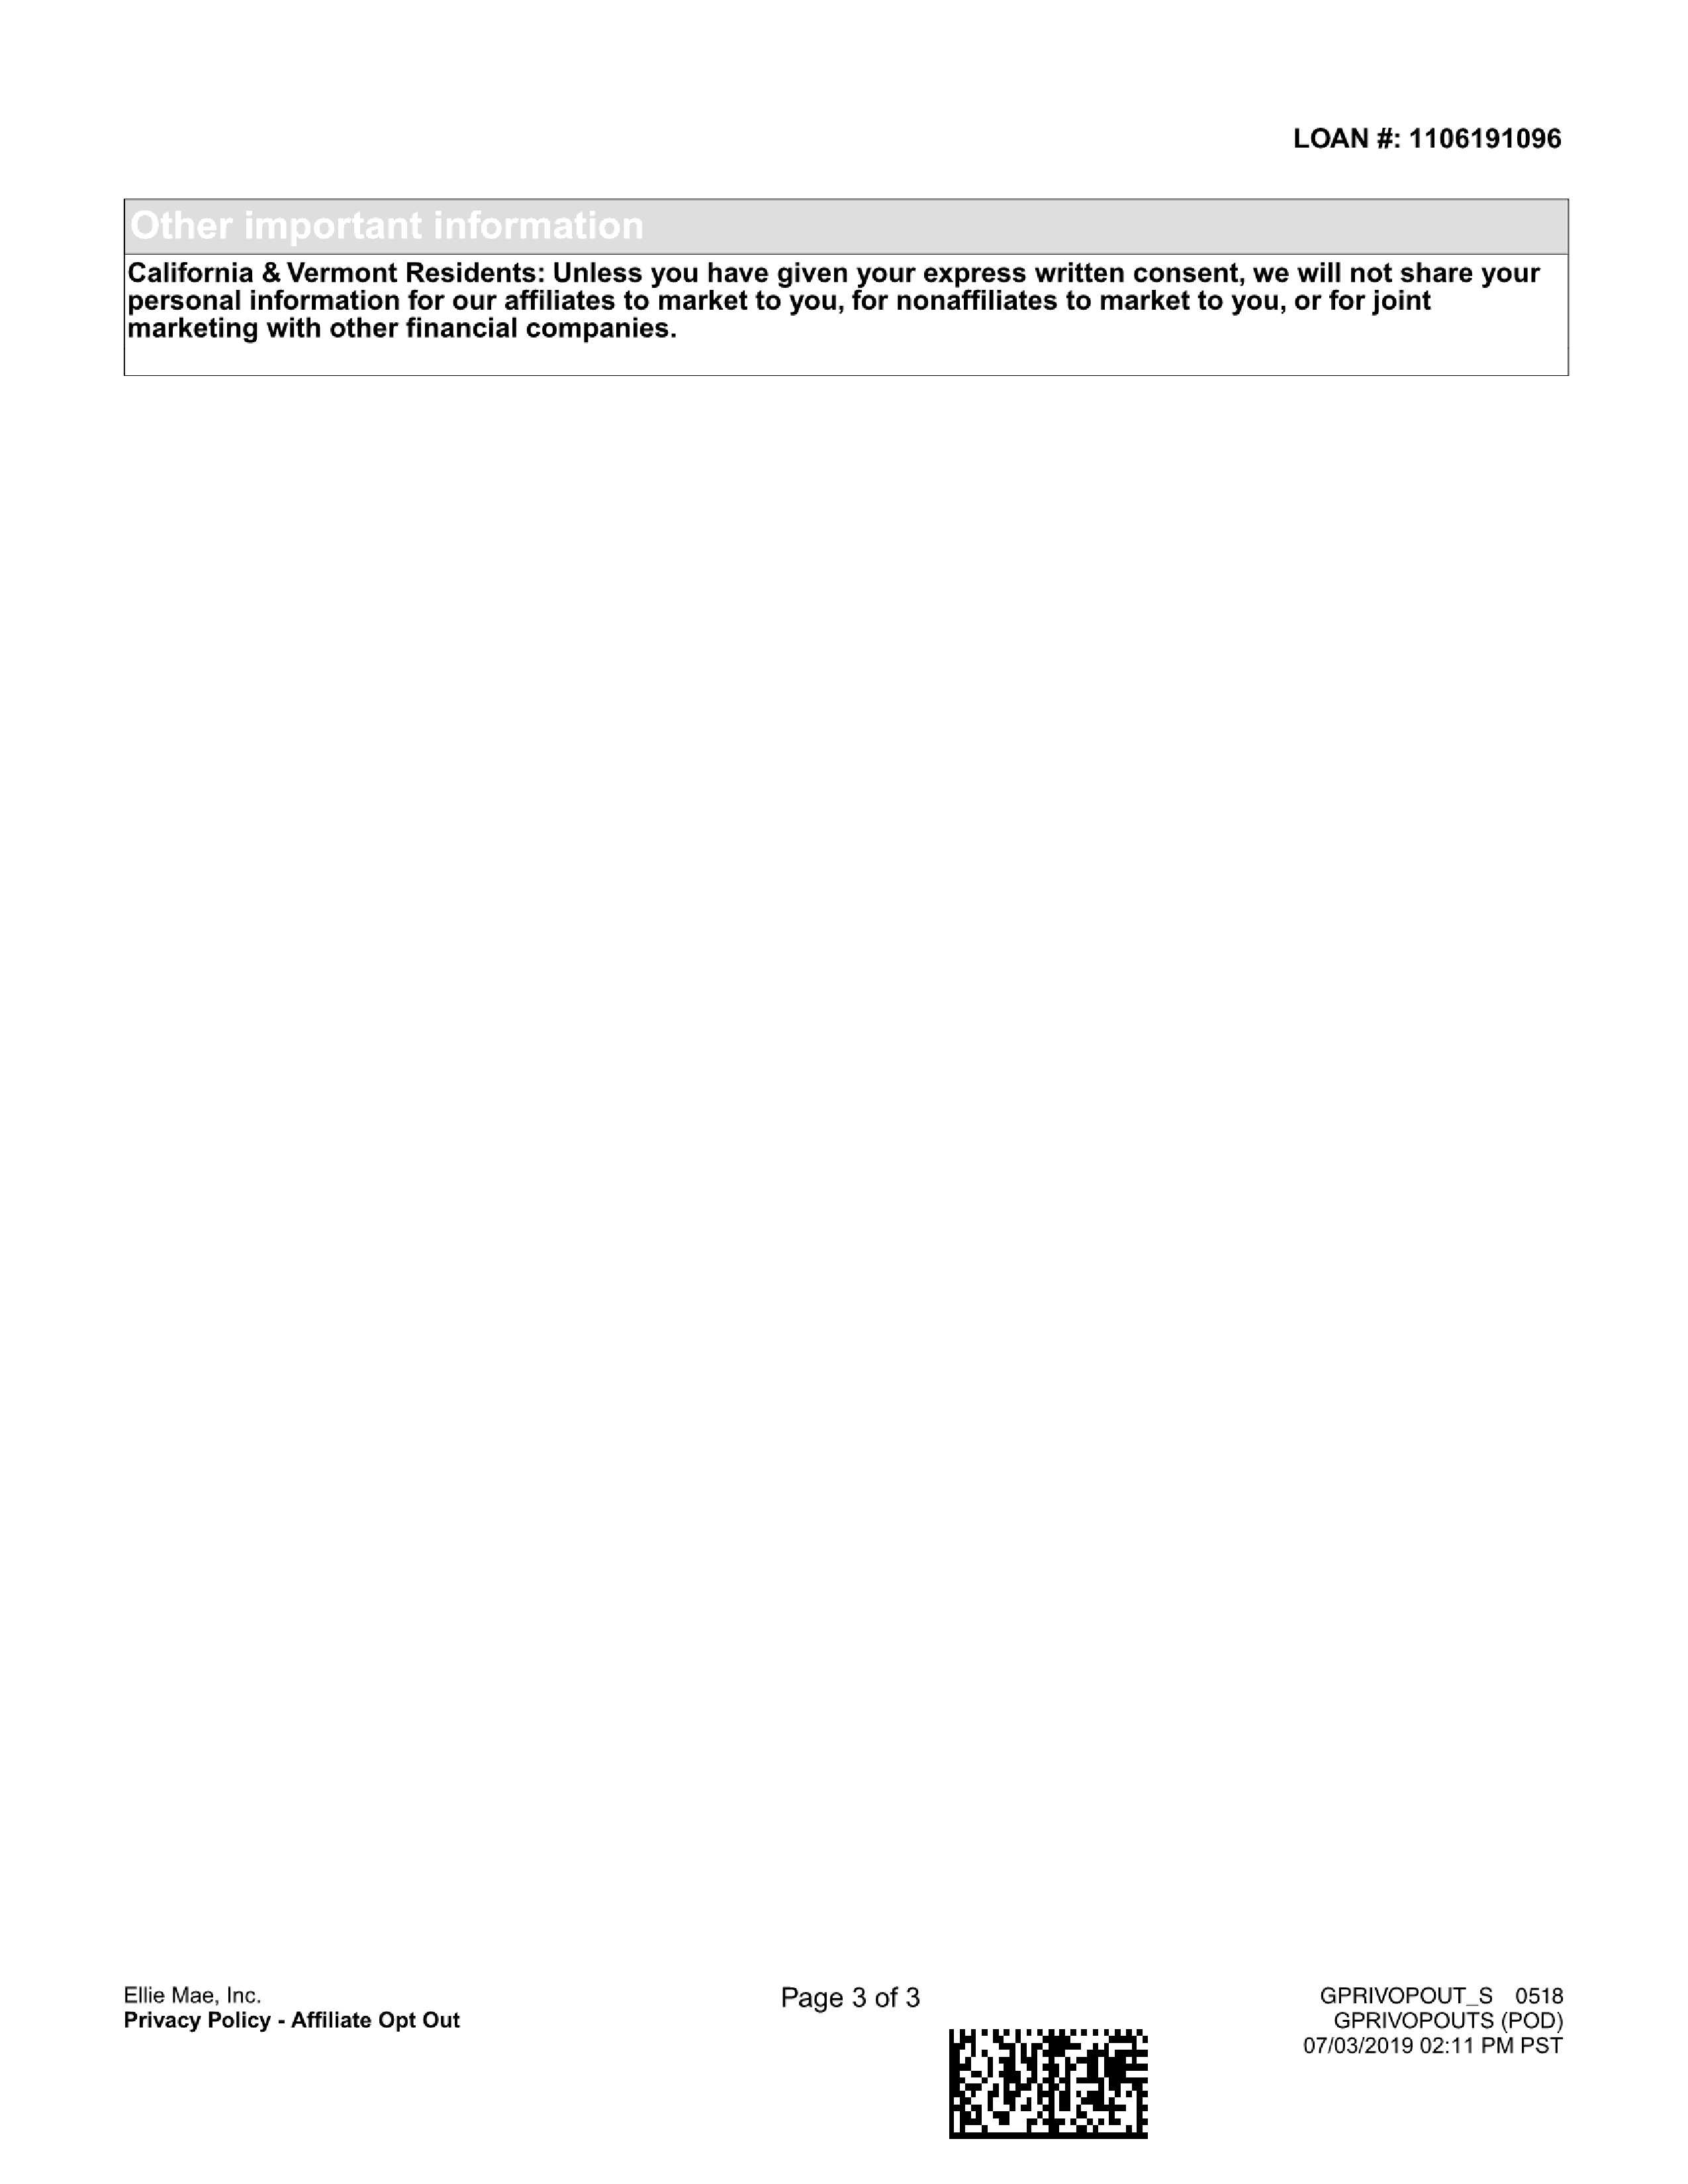 LOAN #: 1106191096
Other important information
California & Vermont Residents: Unless you have given your express written consent, we will not share your
personal information for our affiliates to market to you, for nonaffiliates to market to you, or for joint
marketing with other financial companies.
Ellie Mae, Inc.
Privacy Policy - Affiliate Opt Out
Page 3 of 3
GPRIVOPOUT_S 0518
GPRIVOPOUTS (POD)
07/03/2019 02:11 PM PST